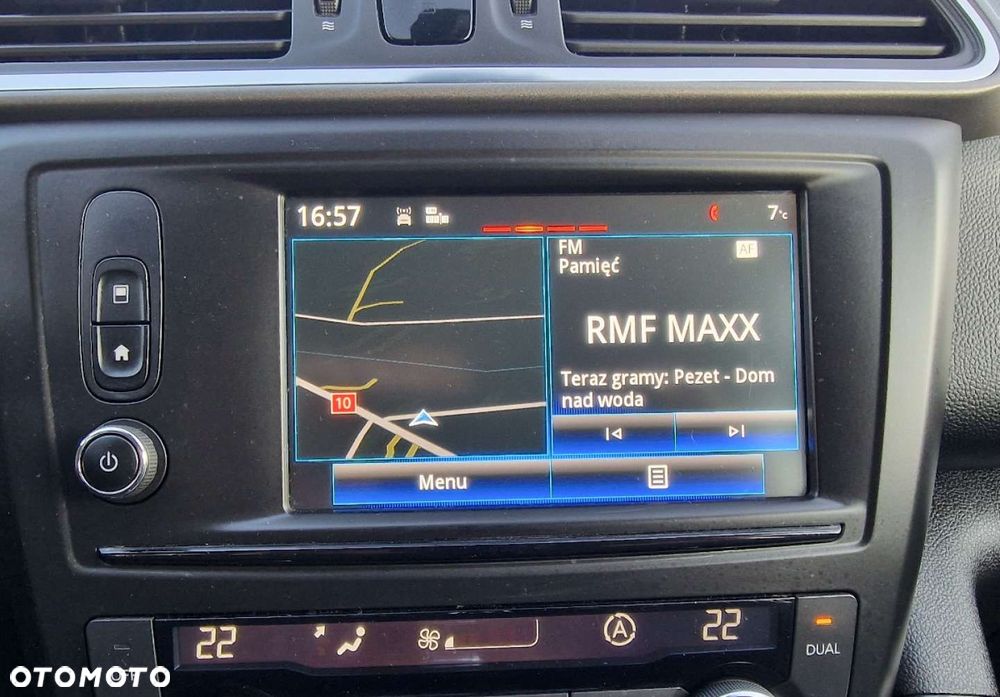 16:57
7°c
FM
AF
Pamięć
RMF MAXX
Teraz gramy: Pezet - Dom
nad woda
10
Menu
22
22
DUAL
OTOMOTO